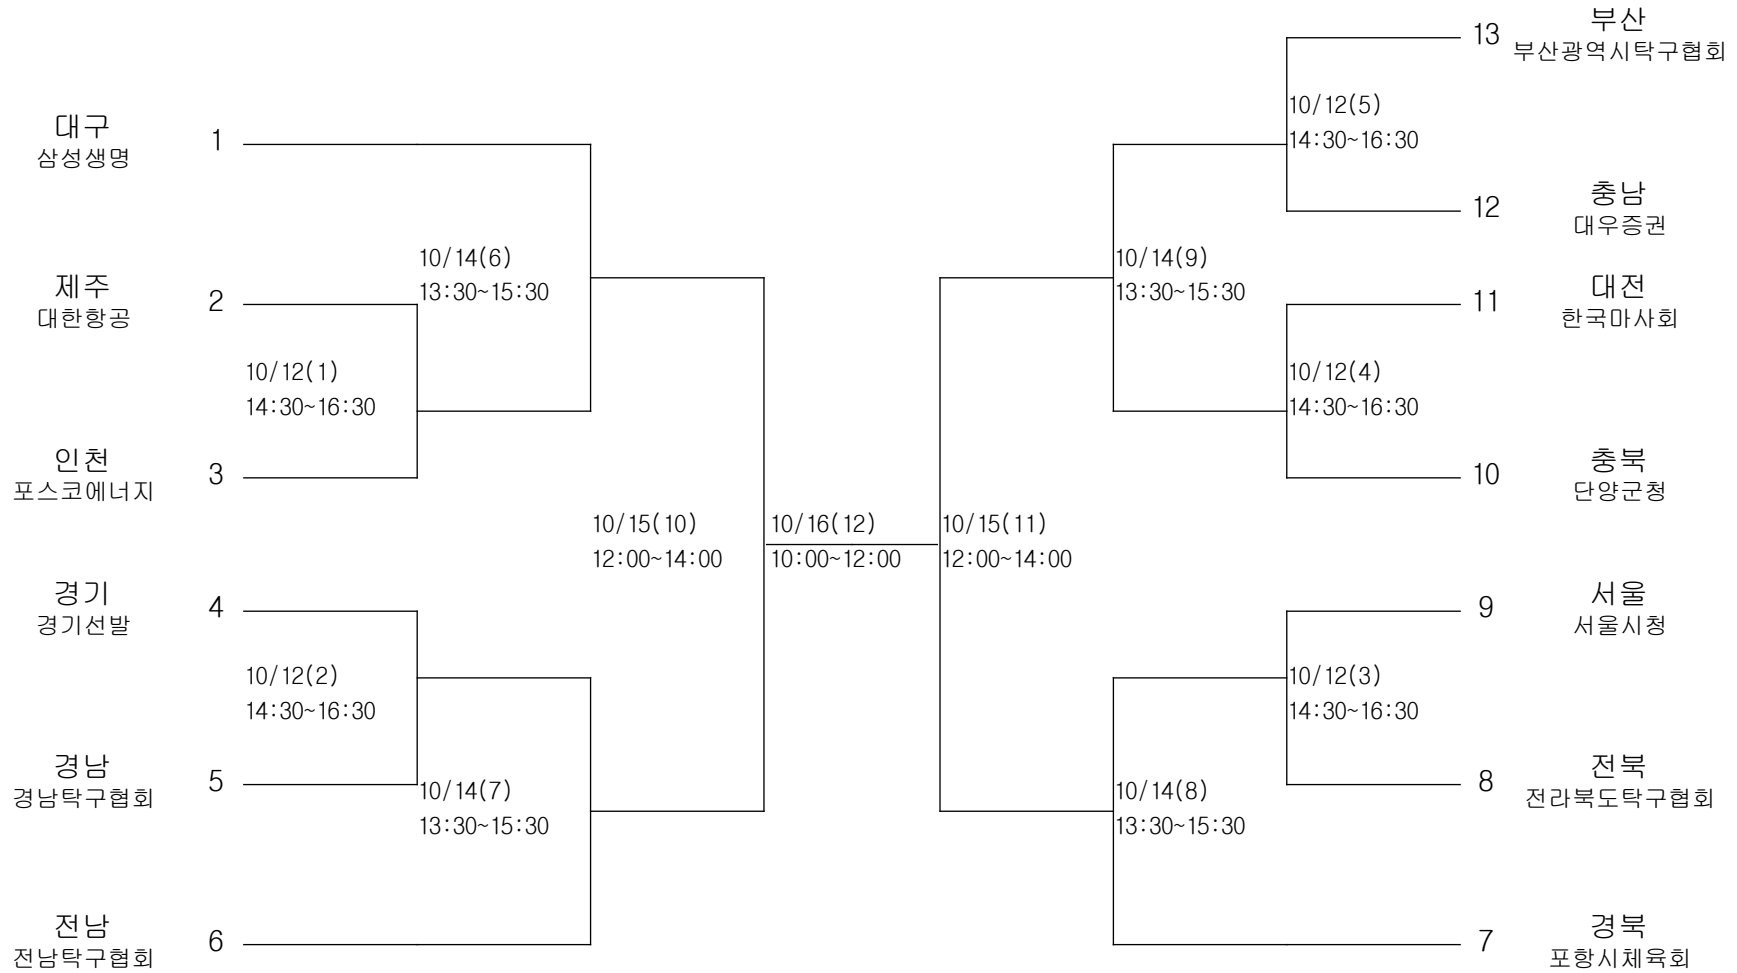 대구
삼성생명
1
제주
대한항공
2
10/12(1)
14:30~16:30
인천
포스코에너지
3
10/14(6)
13:30~15:30
경기
경기선발
4
10/12(2)
14:30~16:30
경남
경남탁구협회
5
10/14(7)
13:30~15:30
전남
전남탁구협회
6
10/15(10)
12:00~14:00
10/16(12)
10:00~12:00
10/15(11)
12:00~14:00
13
부산
부산광역시탁구협회
10/12(5)
14:30~16:30
12
충남
대우증권
10/14(9)
13:30~15:30
11
대전
한국마사회
10/12(4)
14:30~16:30
10
충북
단양군청
9
서울
서울시청
10/12(3)
14:30~16:30
8
전북
전라북도탁구협회
10/14(8)
13:30~15:30
7
경북
포항시체육회